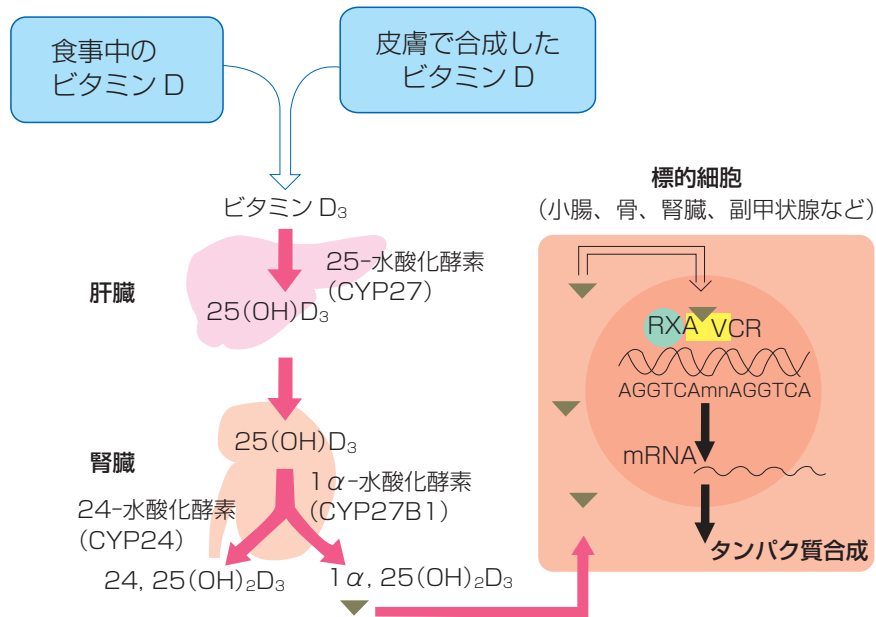 食事中の
ビタミン D
皮膚で合成した
ビタミン D
ビタミン D₃
肝臓
25-水酸化酵素
(CYP27)
25(OH)D₃
腎臓
25(OH)D₃
24-水酸化酵素
(CYP24)
1α-水酸化酵素
(CYP27B1)
24, 25(OH)₂D₃
1α, 25(OH)₂D₃
標的細胞
（小腸、骨、腎臓、副甲状腺など）
RXA VCR
AGGTCAmnAGGTCA
mRNA
タンパク質合成